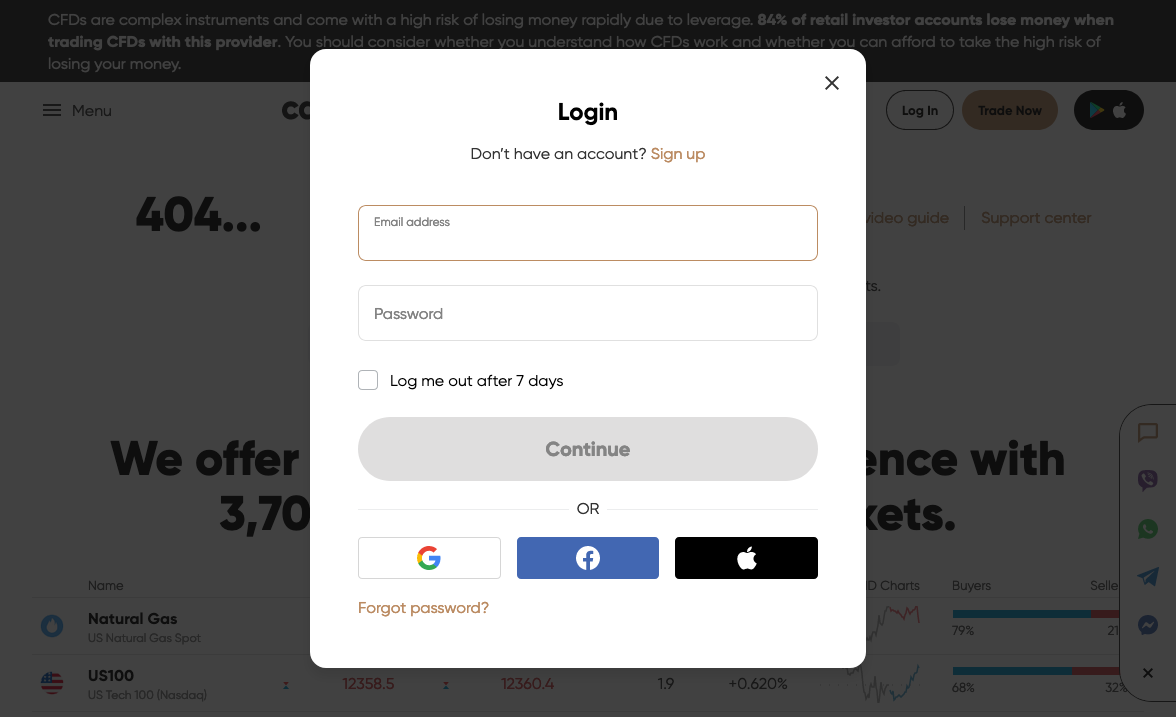 CFDs are complex instruments and come with a high risk of losing money rapidly due to leverage. 84% of retail investor accounts lose money when
trading CFDs with this provider. You should consider whether you understand how CFDs work and whether you can afford to take the high risk of
losing your money.
Menu
Log In
Trade Now
Login
Don't have an account? Sign up
404...
video guide
Support center
Email address
ts.
Password
Log me out after 7 days
Continue
We offer
ence with
3,70
kets.
OR
Name
D Charts
Buyers
Selle
Forgot password?
Natural Gas
US Natural Gas Spot
79%
21
US100
US Tech 100 (Nasdaq)
12358.5
12360.4
1.9
+0.620%
68%
32%